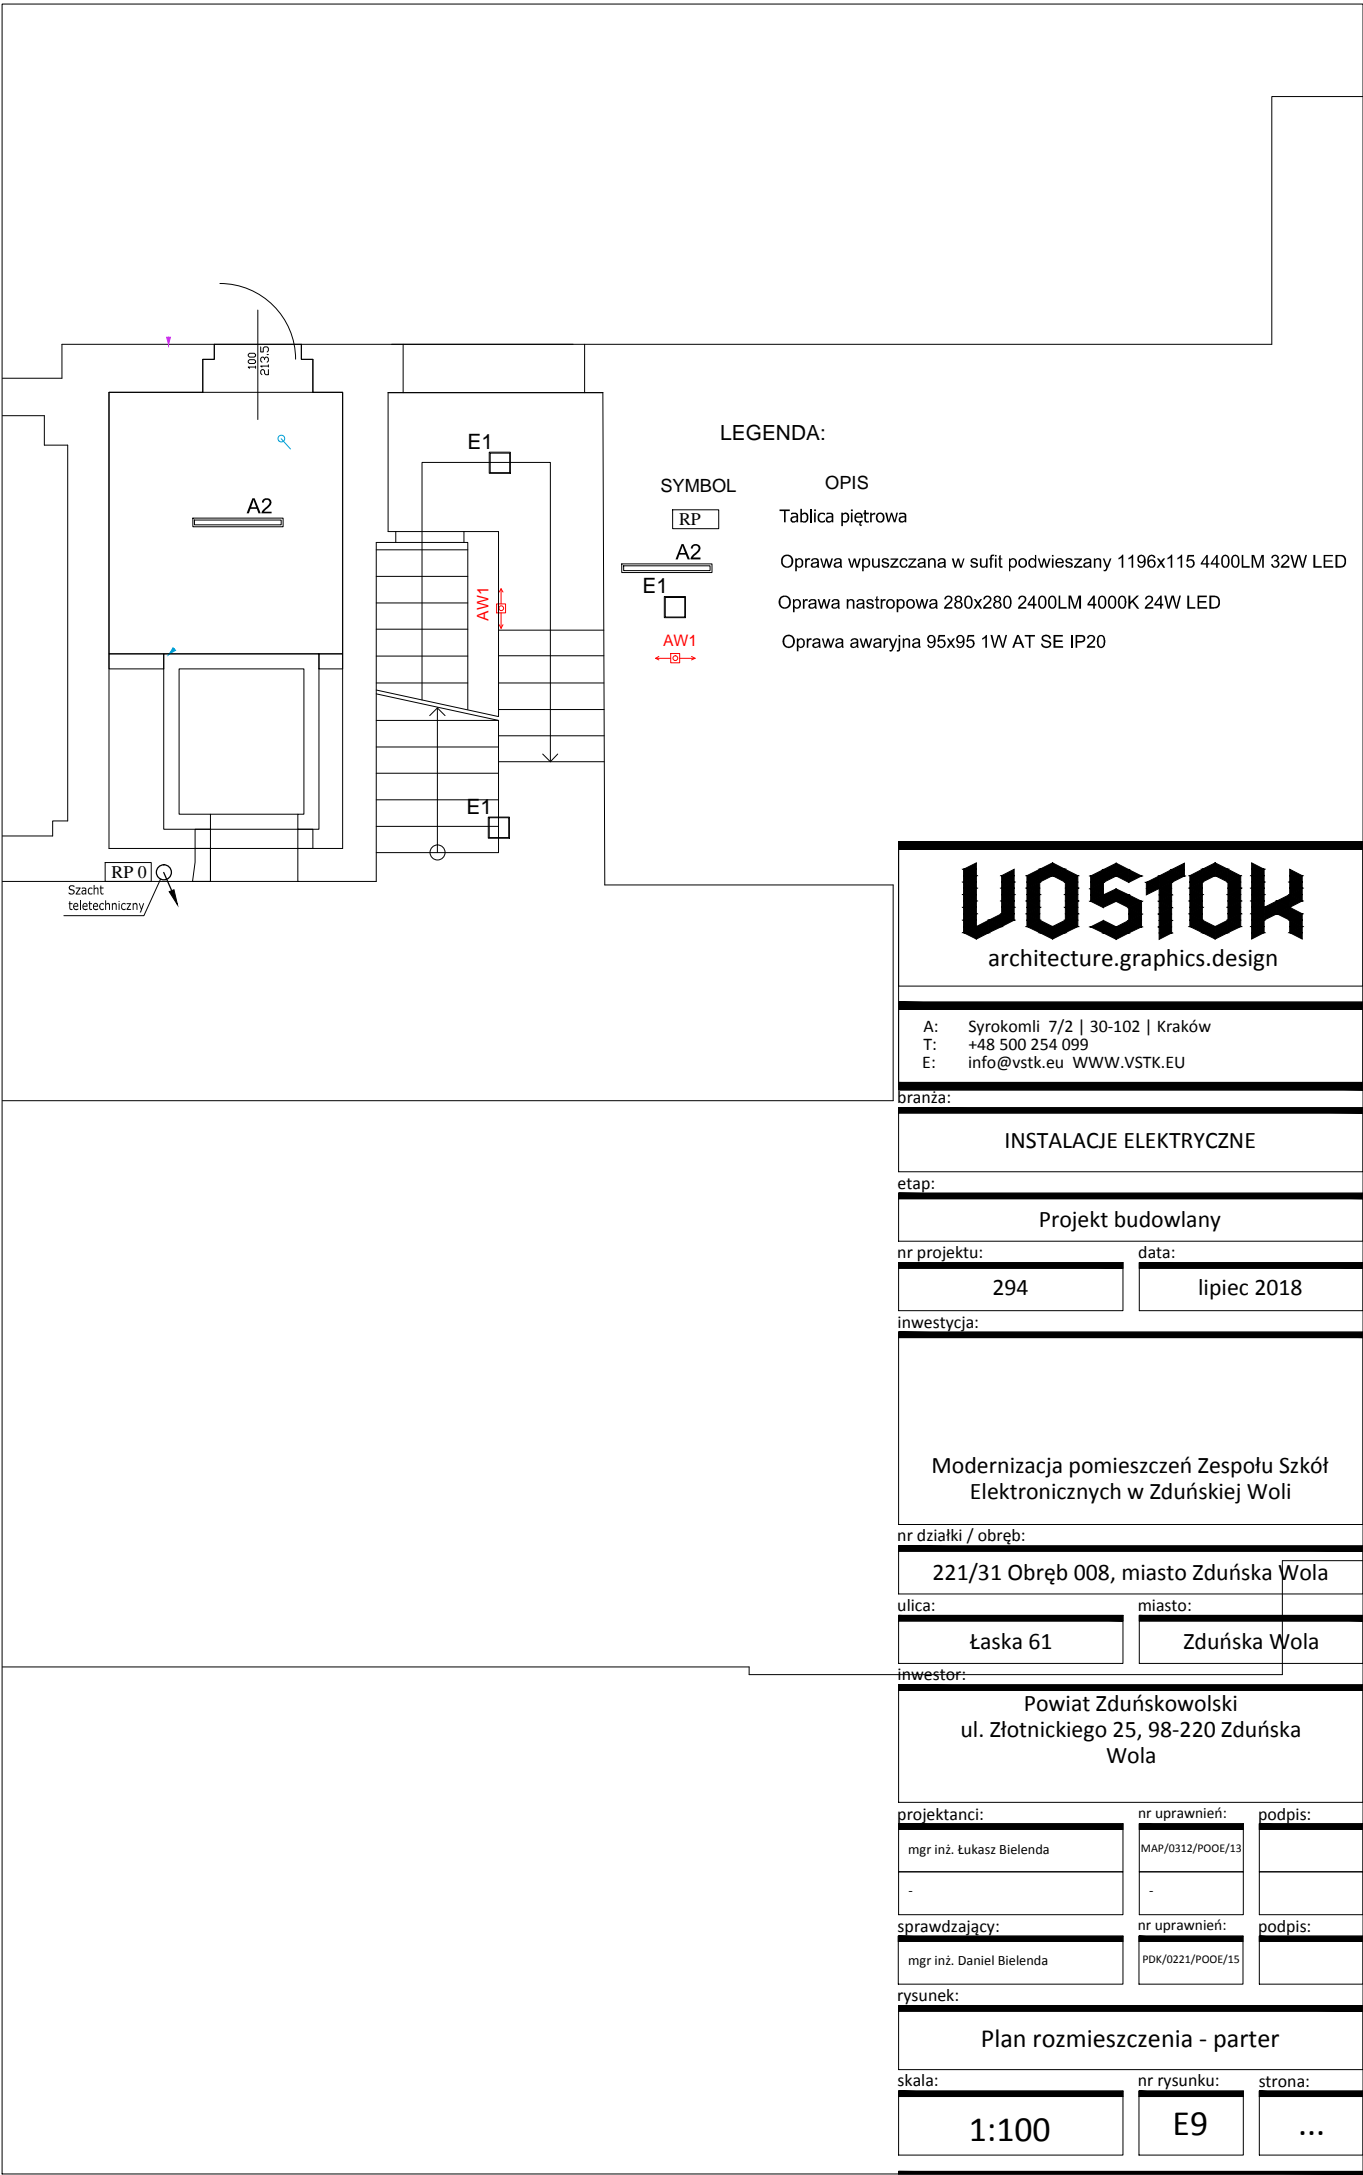 100
213.5
E1
A2
AW1
E1
RP 0
Szacht
teletechniczny
LEGENDA:
SYMBOL OPIS
RP Tablica piętrowa
A2 Oprawa wpuszczana w sufit podwieszany 1196x115 4400LM 32W LED
E1 Oprawa nastropowa 280x280 2400LM 4000K 24W LED
AW1 Oprawa awaryjna 95x95 1W AT SE IP20
VOSTOK
architecture.graphics.design
A: Syrokomli 7/2 | 30-102 | Kraków
T: +48 500 254 099
E: info@vstk.eu WWW.VSTK.EU
branża:
INSTALACJE ELEKTRYCZNE
etap:
Projekt budowlany
nr projektu: data:
294 lipiec 2018
inwestycja:
Modernizacja pomieszczeń Zespołu Szkół
Elektronicznych w Zduńskiej Woli
nr działki / obręb:
221/31 Obręb 008, miasto Zduńska Wola
ulica: miasto:
Łaska 61 Zduńska Wola
inwestor:
Powiat Zduńskowolski
ul. Złotnickiego 25, 98-220 Zduńska
Wola
projektanci: nr uprawnień: podpis:
mgr inż. Łukasz Bielenda MAP/0312/POOE/13
- -
sprawdzający: nr uprawnień: podpis:
mgr inż. Daniel Bielenda PDK/0221/POOE/15
rysunek:
Plan rozmieszczenia - parter
skala: nr rysunku: strona:
1:100 E9 ...